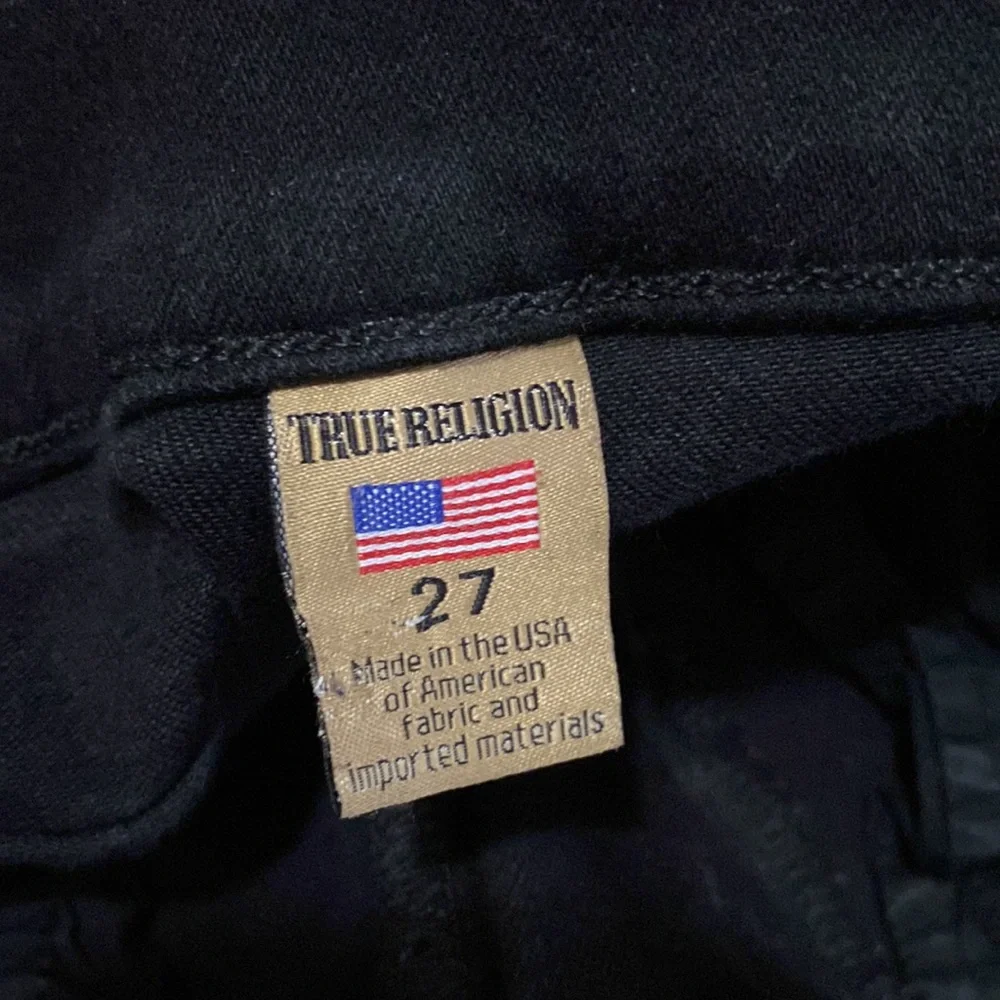 TRUE RELIGION
27
Made in the USA
of American
fabric and
imported materials